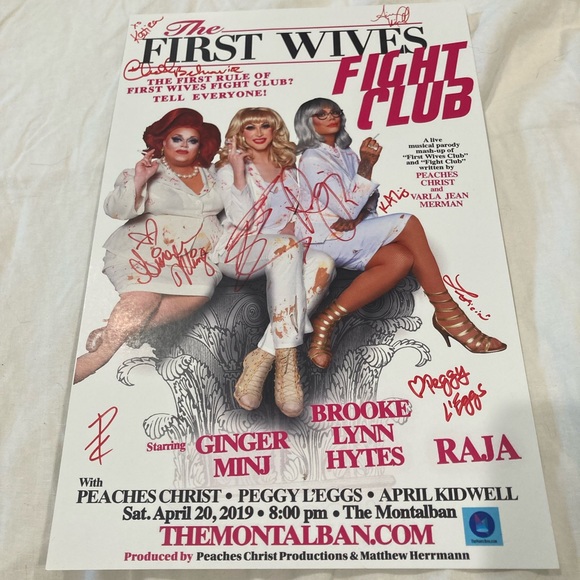 The
FIRST WIVES
FIGHT
CLUB
THE FIRST RULE OF
FIRST WIVES FIGHT CLUB?
TELL EVERYONE!
A live
musical parody
mash-up of
"First Wives Club"
and "Fight Club"
written by
PEACHES
CHRIST
and
VARLA JEAN
MERMAN
♡Peggy
L'Eggs
Starring GINGER
MINJ
BROOKE
LYNN
HYTES
RAJA
With
PEACHES CHRIST • PEGGY L'EGGS • APRIL KIDWELL
Sat. April 20, 2019 • 8:00 pm • The Montalban
THEMONTALBAN.COM
Produced by Peaches Christ Productions & Matthew Herrmann